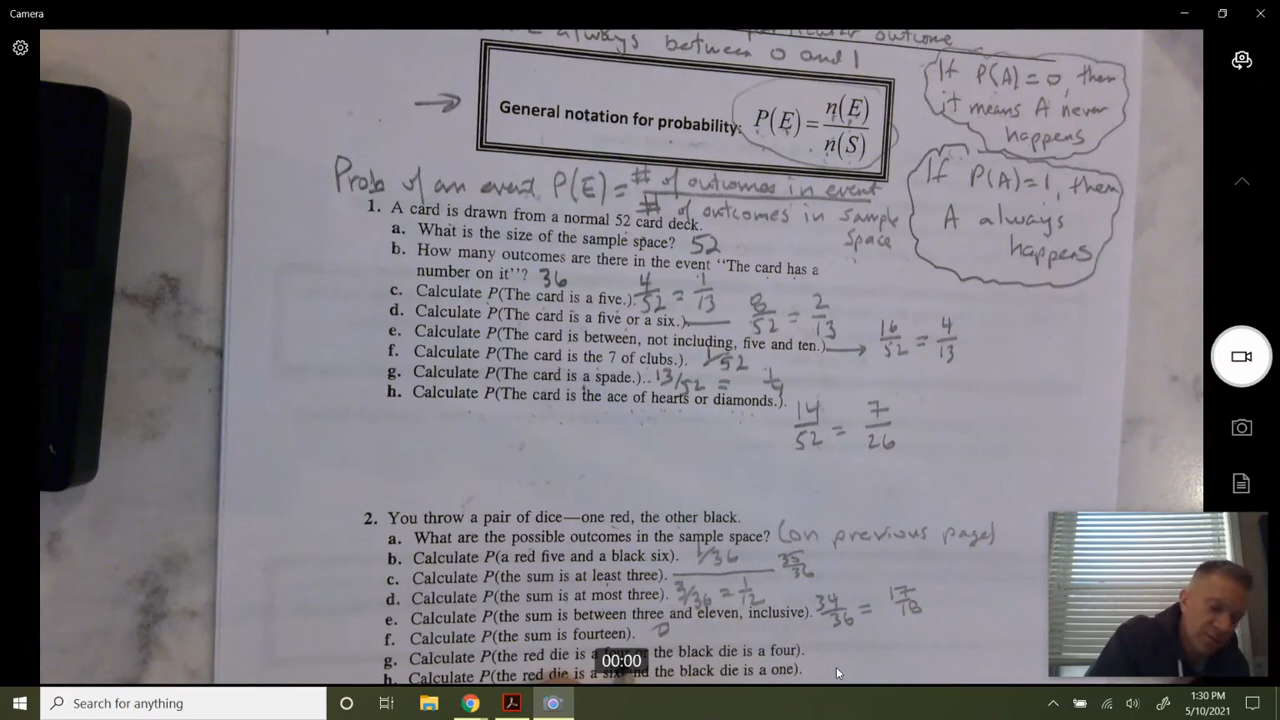 Camera
always between 0 and 1
outcome
If P(A)=0, then
it means A never
happens
General notation for probability: P(E) = n(E)/n(S)
If P(A)=1, then
A always
happens
Prob of an event P(E) = # of outcomes in event
# of outcomes in sample
space
1. A card is drawn from a normal 52 card deck.
a. What is the size of the sample space? 52
b. How many outcomes are there in the event "The card has a
number on it"? 36
c. Calculate P(The card is a five.). 4/52 = 1/13
d. Calculate P(The card is a five or a six.). 8/52 = 2/13
e. Calculate P(The card is between, not including, five and ten.) → 16/52 = 4/13
f. Calculate P(The card is the 7 of clubs.). 1/52
g. Calculate P(The card is a spade.). 13/52 = 1/4
h. Calculate P(The card is the ace of hearts or diamonds.). 14/52 = 7/26
2. You throw a pair of dice—one red, the other black.
a. What are the possible outcomes in the sample space? (on previous page)
b. Calculate P(a red five and a black six). 1/36
c. Calculate P(the sum is at least three). 35/36
d. Calculate P(the sum is at most three). 3/36 = 1/12
e. Calculate P(the sum is between three and eleven, inclusive). 34/36 = 17/18
f. Calculate P(the sum is fourteen). 0
g. Calculate P(the red die is a four or the black die is a four).
00:00
h. Calculate P(the red die is a six and the black die is a one).
Search for anything
1:30 PM
5/10/2021